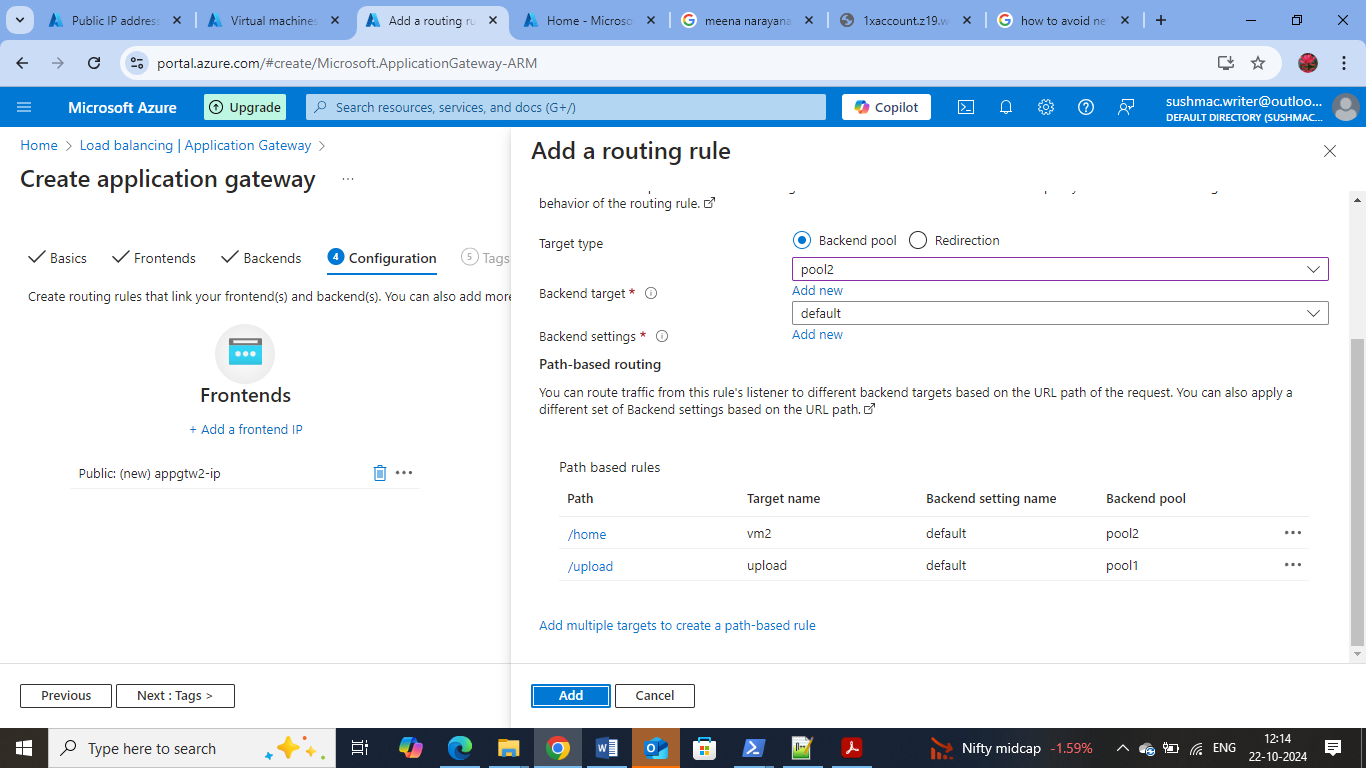 Public IP address
Virtual machines
Add a routing ru
Home - Microso
meena narayana
1xaccount.z19.w
how to avoid ne
portal.azure.com/#create/Microsoft.ApplicationGateway-ARM
Microsoft Azure
Upgrade
Search resources, services, and docs (G+/)
Copilot
sushmac.writer@outloo...
DEFAULT DIRECTORY (SUSHMAC....
Home > Load balancing | Application Gateway >
Create application gateway ...
Basics
Frontends
Backends
4 Configuration
5 Tags
Create routing rules that link your frontend(s) and backend(s). You can also add more
Frontends
+ Add a frontend IP
Public: (new) appgtw2-ip
Previous
Next : Tags >
Add a routing rule
behavior of the routing rule.
Target type
Backend pool
Redirection
pool2
Backend target *
Add new
default
Backend settings *
Add new
Path-based routing
You can route traffic from this rule's listener to different backend targets based on the URL path of the request. You can also apply a
different set of Backend settings based on the URL path.
Path based rules
Path Target name Backend setting name Backend pool
/home vm2 default pool2
/upload upload default pool1
Add multiple targets to create a path-based rule
Add
Cancel
Type here to search
Nifty midcap -1.59%
ENG
12:14
22-10-2024